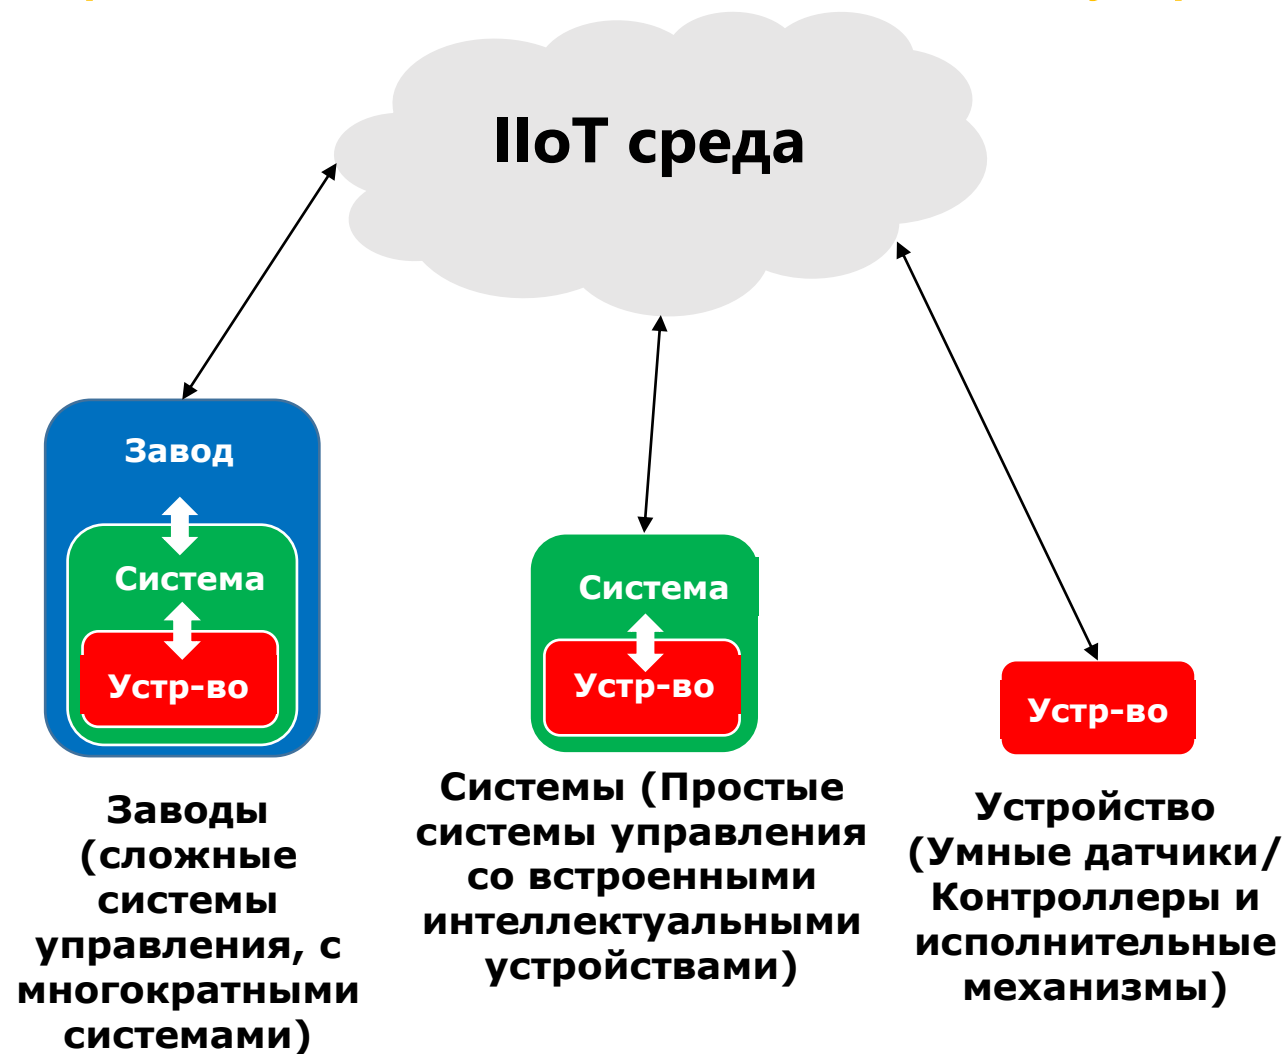 IIoT среда
Завод
Система
Устр-во
Система
Устр-во
Устр-во
Заводы
(сложные
системы
управления, с
многократными
системами)
Системы (Простые
системы управления
со встроенными
интеллектуальными
устройствами)
Устройство
(Умные датчики/
Контроллеры и
исполнительные
механизмы)